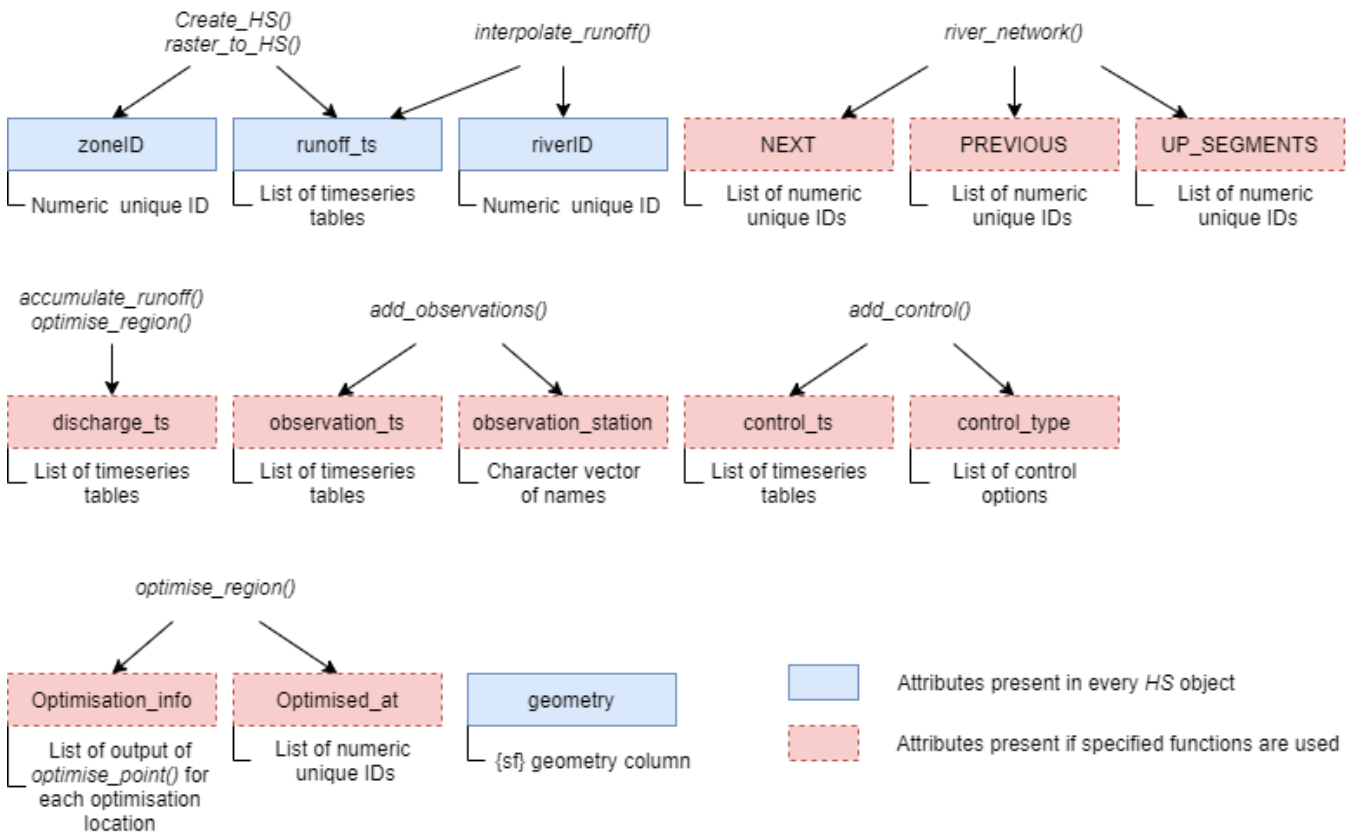 Create_HS()
raster_to_HS()
interpolate_runoff()
river_network()
zoneID
runoff_ts
riverID
NEXT
PREVIOUS
UP_SEGMENTS
Numeric unique ID
List of timeseries
tables
Numeric unique ID
List of numeric
unique IDs
List of numeric
unique IDs
List of numeric
unique IDs
accumulate_runoff()
optimise_region()
add_observations()
add_control()
discharge_ts
observation_ts
observation_station
control_ts
control_type
List of timeseries
tables
List of timeseries
tables
Character vector
of names
List of timeseries
tables
List of control
options
optimise_region()
Optimisation_info
Optimised_at
geometry
Attributes present in every HS object
List of output of
optimise_point() for
each optimisation
location
List of numeric
unique IDs
{sf} geometry column
Attributes present if specified functions are used